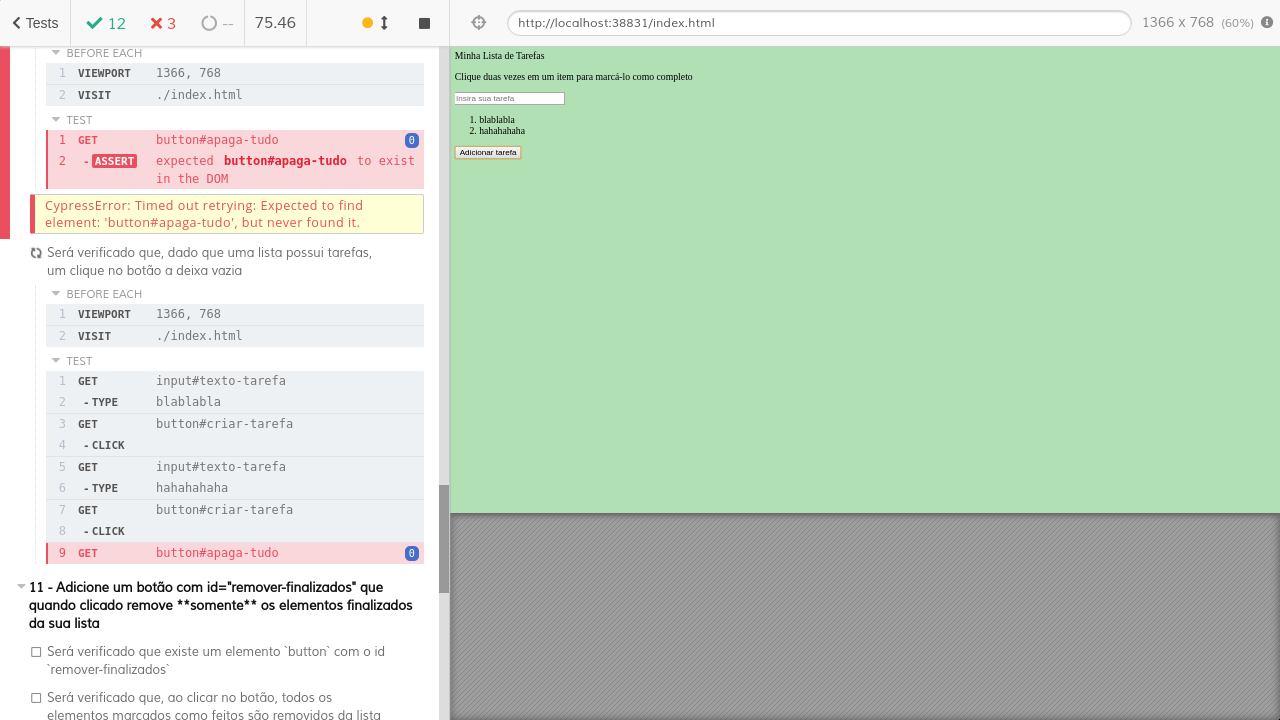 Tests
12
3
--
75.46
http://localhost:38831/index.html
1366 x 768 (60%)
BEFORE EACH
1 VIEWPORT 1366, 768
2 VISIT ./index.html
TEST
1 GET button#apaga-tudo 0
2 -ASSERT expected button#apaga-tudo to exist
in the DOM
CypressError: Timed out retrying: Expected to find
element: 'button#apaga-tudo', but never found it.
Será verificado que, dado que uma lista possui tarefas,
um clique no botão a deixa vazia
BEFORE EACH
1 VIEWPORT 1366, 768
2 VISIT ./index.html
TEST
1 GET input#texto-tarefa
2 -TYPE blablabla
3 GET button#criar-tarefa
4 -CLICK
5 GET input#texto-tarefa
6 -TYPE hahahahaha
7 GET button#criar-tarefa
8 -CLICK
9 GET button#apaga-tudo 0
11 - Adicione um botão com id="remover-finalizados" que
quando clicado remove **somente** os elementos finalizados
da sua lista
Será verificado que existe um elemento `button` com o id
`remover-finalizados`
Será verificado que, ao clicar no botão, todos os
elementos marcados como feitos são removidos da lista
Minha Lista de Tarefas
Clique duas vezes em um item para marcá-lo como completo
Insira sua tarefa
1. blablabla
2. hahahahaha
Adicionar tarefa